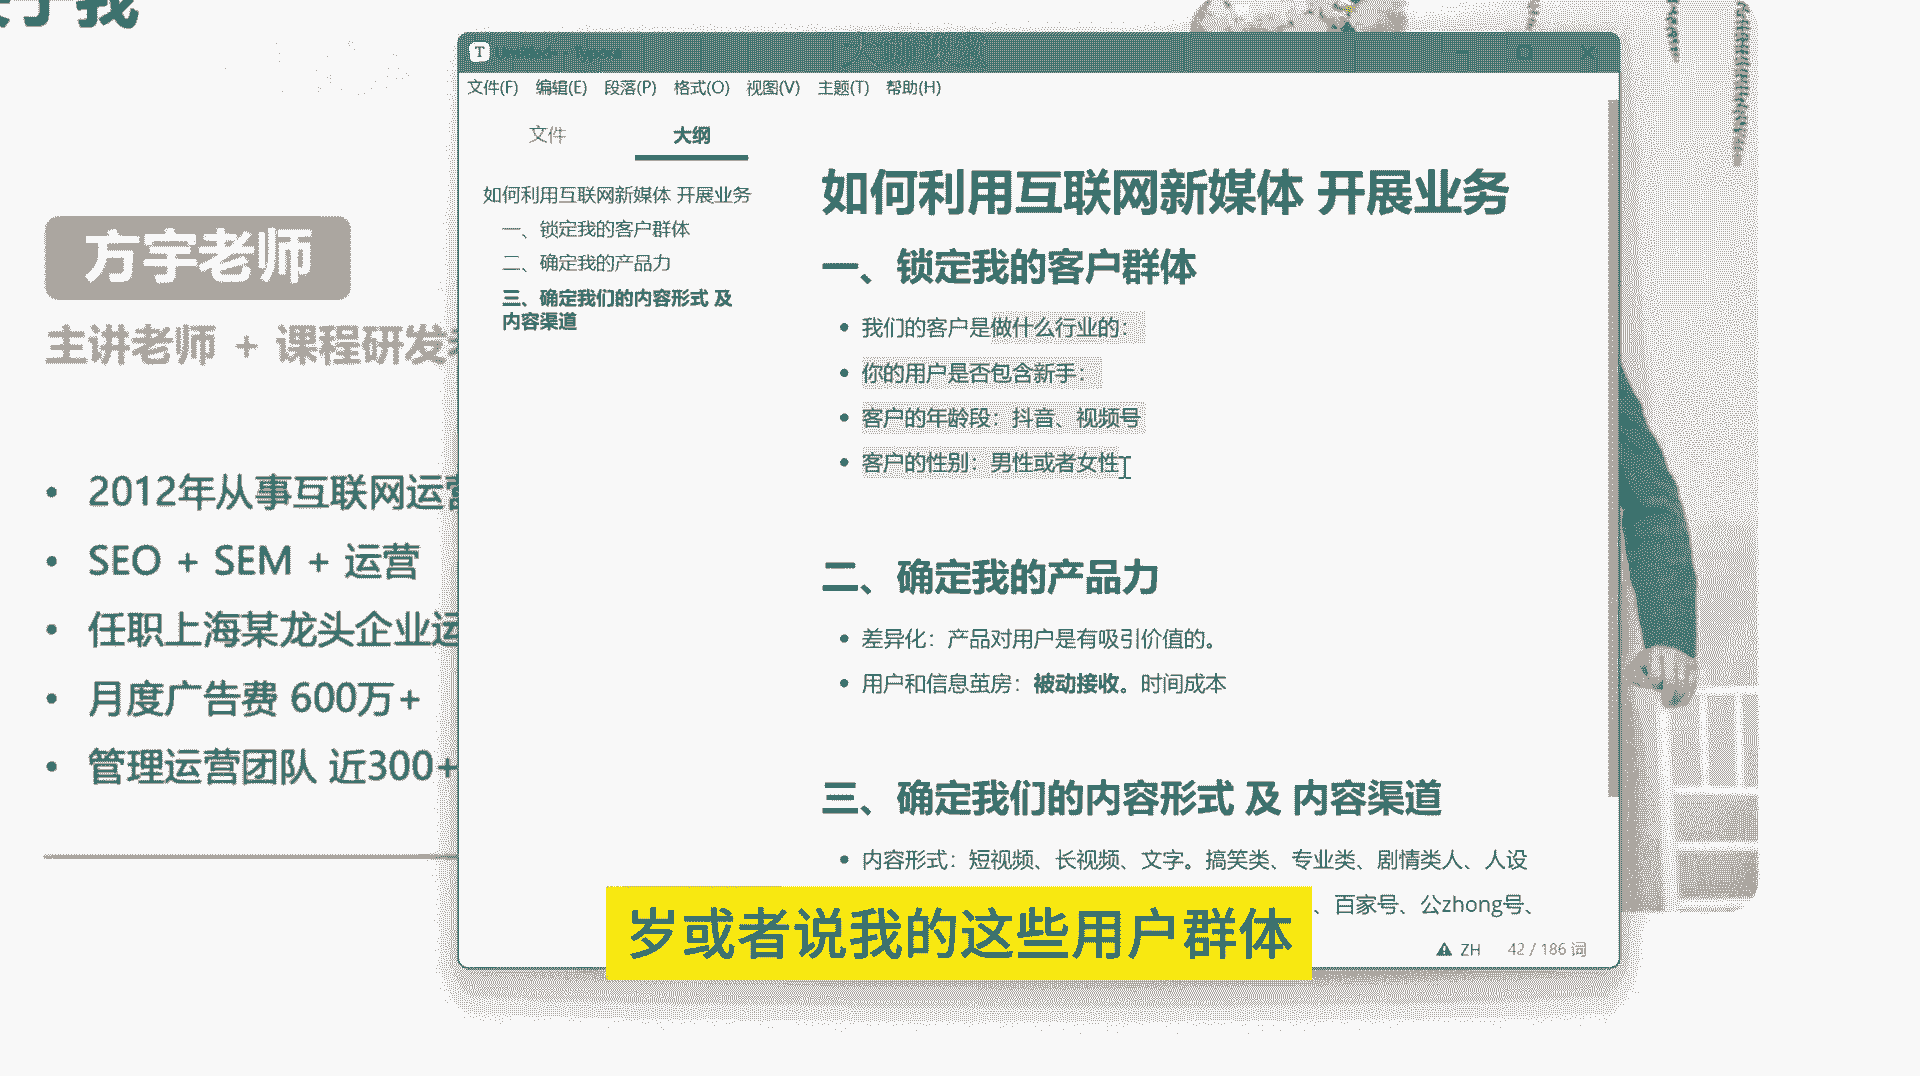 方宇老师
主讲老师 + 课程研发
2012年从事互联网运营
SEO + SEM + 运营
任职上海某龙头企业运
月度广告费 600万+
管理运营团队 近300+
文件(F) 编辑(E) 段落(P) 格式(O) 视图(V) 主题(T) 帮助(H)
文件 大纲
如何利用互联网新媒体 开展业务
一、锁定我的客户群体
二、确定我的产品力
三、确定我们的内容形式 及
内容渠道
如何利用互联网新媒体 开展业务
一、锁定我的客户群体
我们的客户是做什么行业的：
你的用户是否包含新手：
客户的年龄段：抖音、视频号
客户的性别：男性或者女性
二、确定我的产品力
差异化：产品对用户是有吸引价值的。
用户和信息茧房：被动接收。时间成本
三、确定我们的内容形式 及 内容渠道
内容形式：短视频、长视频、文字。搞笑类、专业类、剧情类人、人设
、百家号、公zhong号、
岁或者说我的这些用户群体
ZH 42 / 186 词